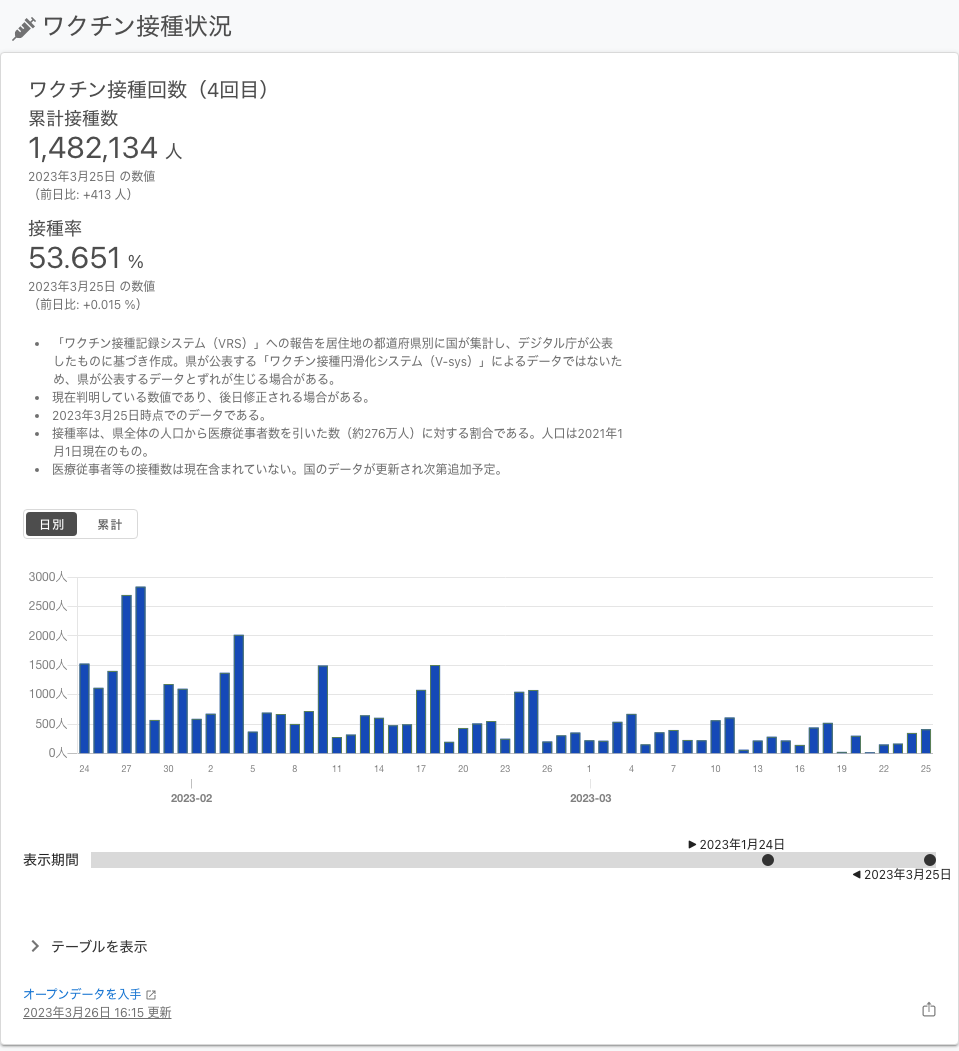 ワクチン接種状況
ワクチン接種回数（4回目）
累計接種数
1,482,134 人
2023年3月25日 の数値
（前日比: +413 人）
接種率
53.651 %
2023年3月25日 の数値
（前日比: +0.015 %）
• 「ワクチン接種記録システム（VRS）」への報告を居住地の都道府県別に国が集計し、デジタル庁が公表
したものに基づき作成。県が公表する「ワクチン接種円滑化システム（V-sys）」によるデータではないた
め、県が公表するデータとずれが生じる場合がある。
• 現在判明している数値であり、後日修正される場合がある。
• 2023年3月25日時点でのデータである。
• 接種率は、県全体の人口から医療従事者数を引いた数（約276万人）に対する割合である。人口は2021年1
月1日現在のもの。
• 医療従事者等の接種数は現在含まれていない。国のデータが更新され次第追加予定。
日別 累計
3000人
2500人
2000人
1500人
1000人
500人
0人
24 27 30 2 5 8 11 14 17 20 23 26 1 4 7 10 13 16 19 22 25
2023-02 2023-03
▶ 2023年1月24日
表示期間
◀ 2023年3月25日
テーブルを表示
オープンデータを入手
2023年3月26日 16:15 更新